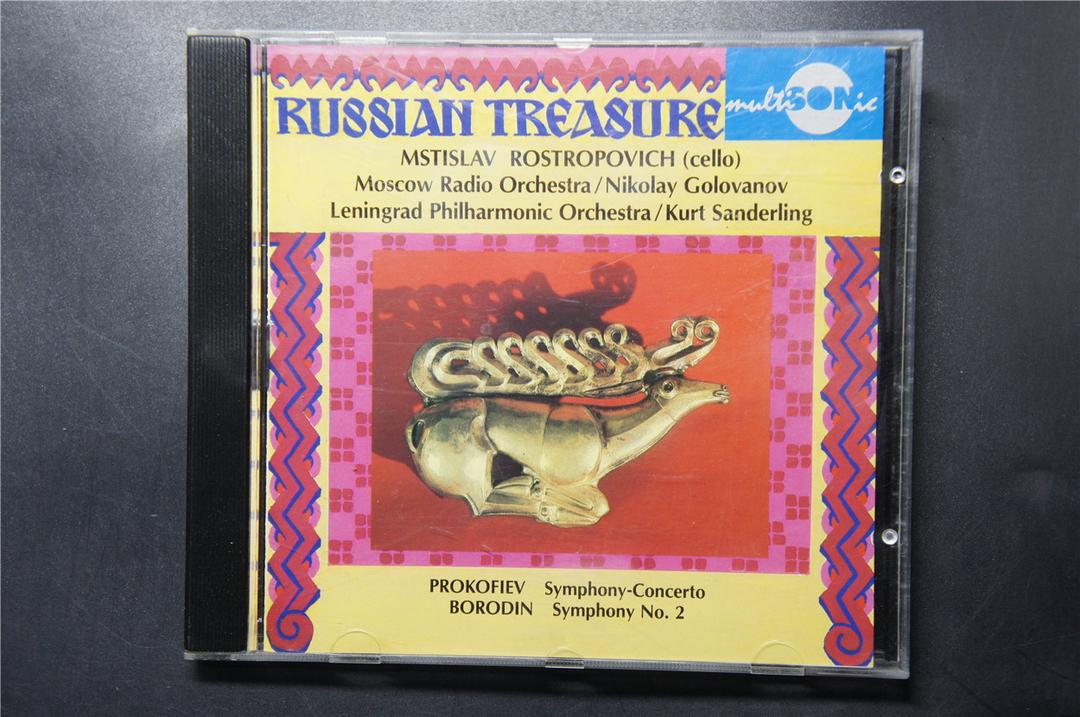 RUSSIAN TREASURE
multiSONic
MSTISLAV ROSTROPOVICH (cello)
Moscow Radio Orchestra/Nikolay Golovanov
Leningrad Philharmonic Orchestra/Kurt Sanderling
PROKOFIEV Symphony-Concerto
BORODIN Symphony No. 2